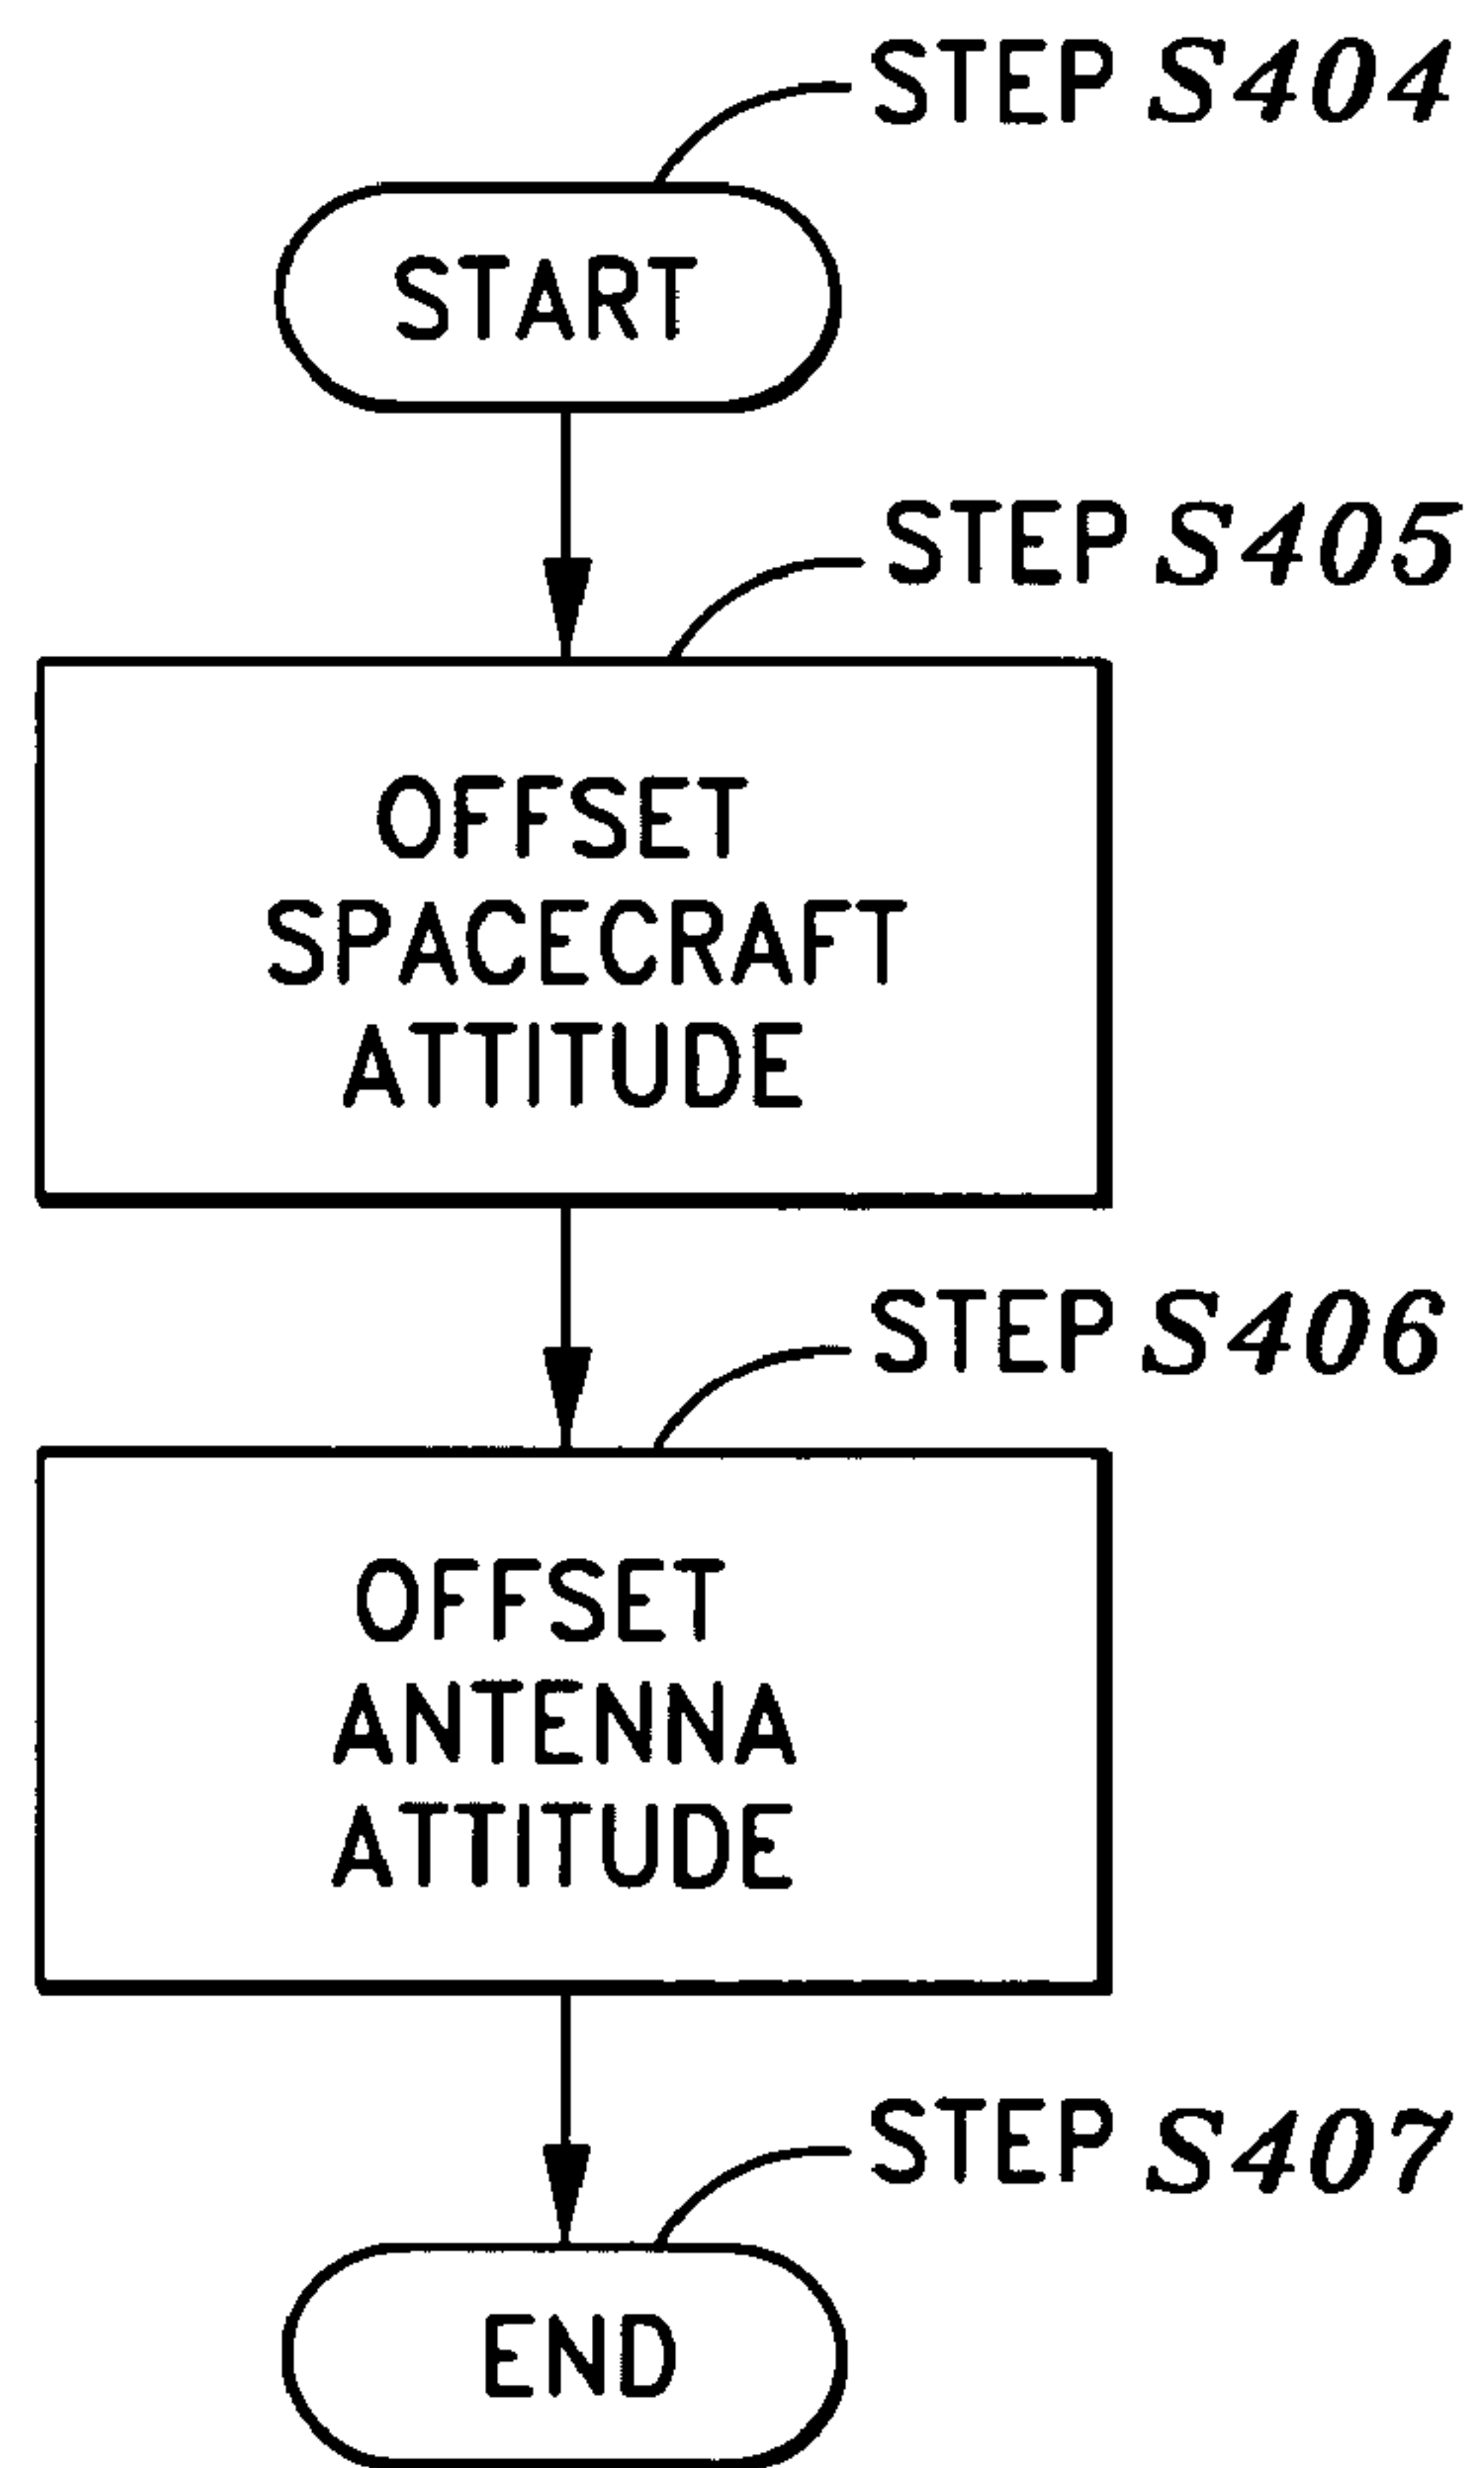 STEP S404
START
STEP S405
OFFSET
SPACECRAFT
ATTITUDE
STEP S406
OFFSET
ANTENNA
ATTITUDE
STEP S407
END